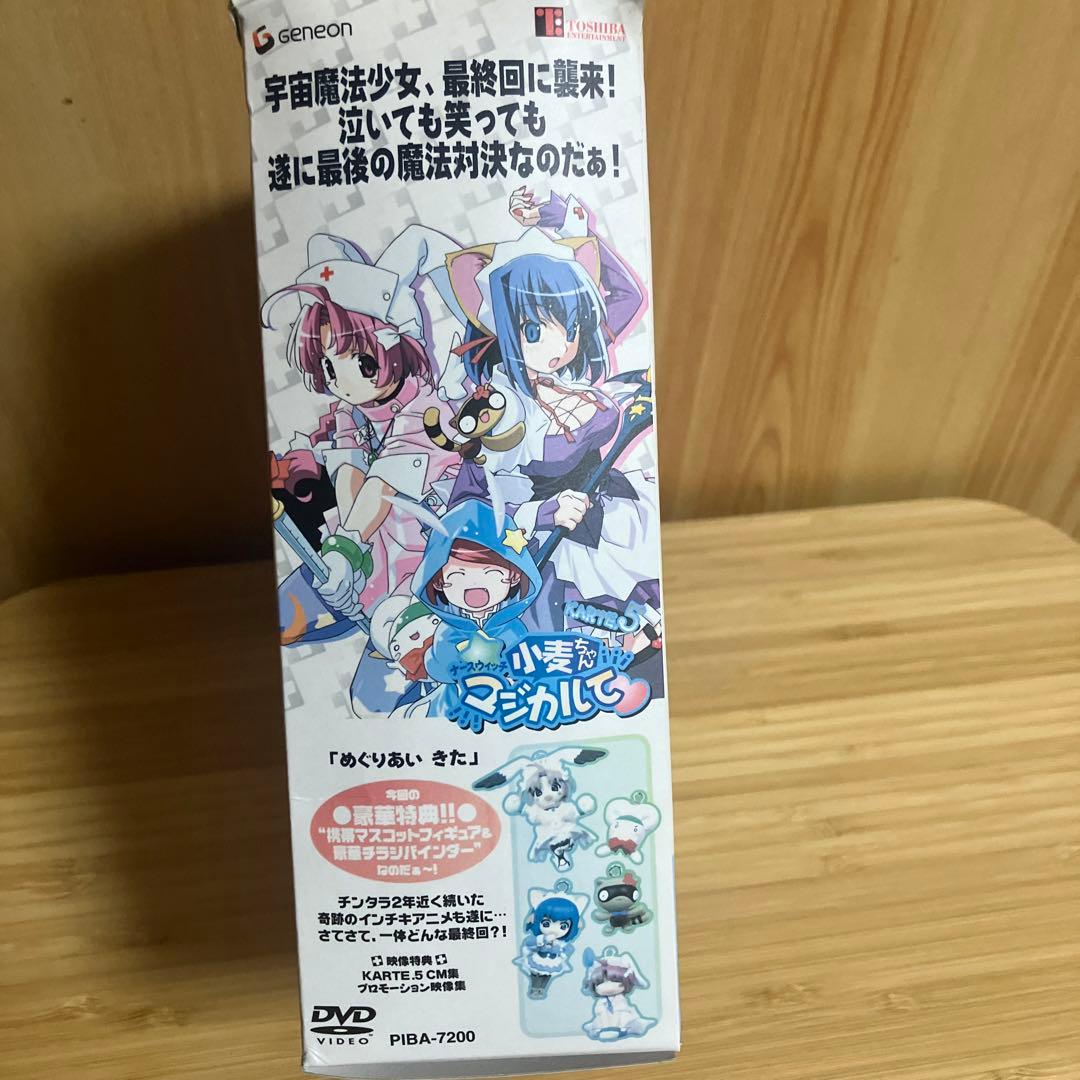 GENEON
TOSHIBA
ENTERTAINMENT
宇宙魔法少女、最終回に襲来!
泣いても笑っても
遂に最後の魔法対決なのだぁ!
KARTE.5
ナースウィッチ
小麦ちゃん
マジカルて
「めぐりあい きた」
今回の
●豪華特典!!●
“携帯マスコットフィギュア&
豪華チラシバインダー”
なのだぁ〜!
チンタラ2年近く続いた
奇跡のインチキアニメも遂に…
さてさて、一体どんな最終回?!
映像特典
KARTE.5 CM集
プロモーション映像集
DVD
VIDEO
PIBA-7200